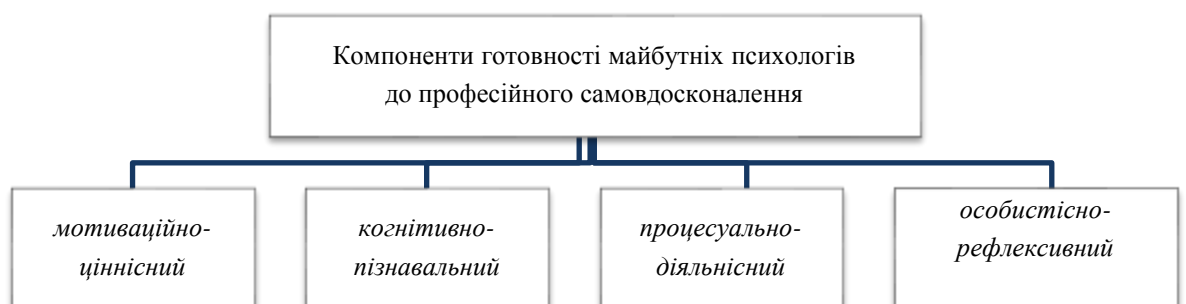 Компоненти готовності майбутніх психологів
до професійного самовдосконалення
мотиваційно-
ціннісний
когнітивно-
пізнавальний
процесуально-
діяльнісний
особистісно-
рефлексивний